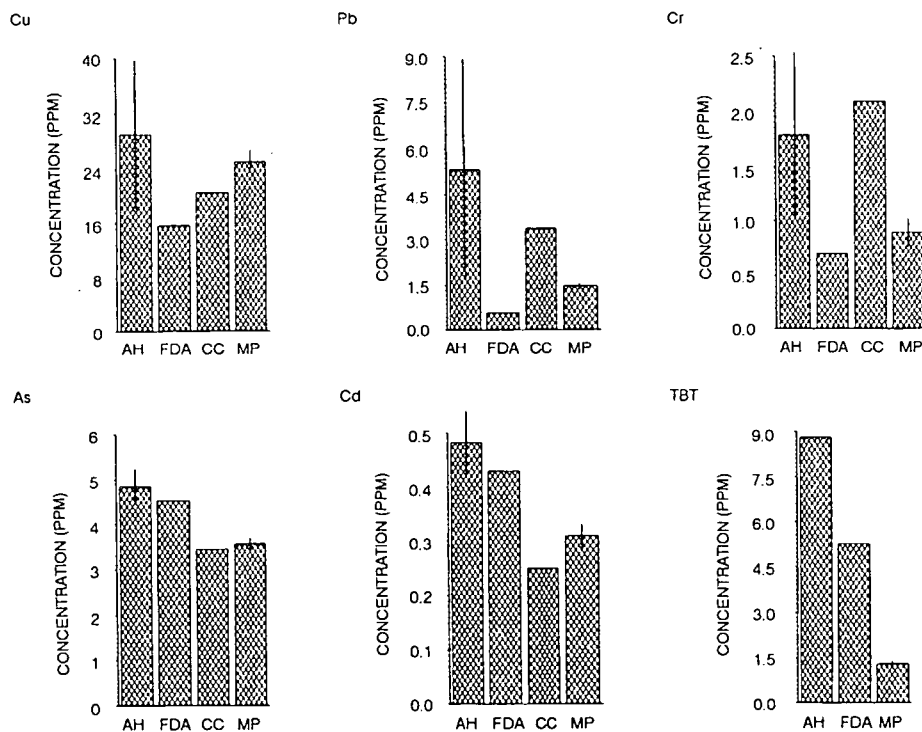 Cu
Pb
Cr
CONCENTRATION (PPM)
40
32
24
16
8
0
AH FDA CC MP
CONCENTRATION (PPM)
9.0
7.5
6.0
4.5
3.0
1.5
0.0
AH FDA CC MP
CONCENTRATION (PPM)
2.5
2.0
1.5
1.0
0.5
0.0
AH FDA CC MP
As
Cd
TBT
CONCENTRATION (PPM)
6
5
4
3
2
1
0
AH FDA CC MP
CONCENTRATION (PPM)
0.5
0.4
0.3
0.2
0.1
0.0
AH FDA CC MP
CONCENTRATION (PPM)
9.0
7.5
6.0
4.5
3.0
1.5
0.0
AH FDA MP